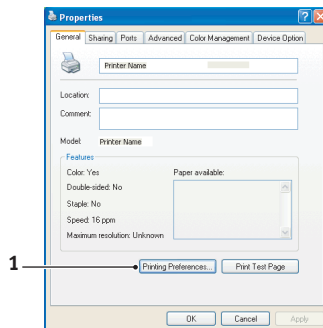 Properties
General Sharing Ports Advanced Color Management Device Option
Printer Name
Location:
Comment:
Model: Printer Name
Features
Color: Yes Paper available:
Double-sided: No
Staple: No
Speed: 16 ppm
Maximum resolution: Unknown
1 Printing Preferences... Print Test Page
OK Cancel Apply